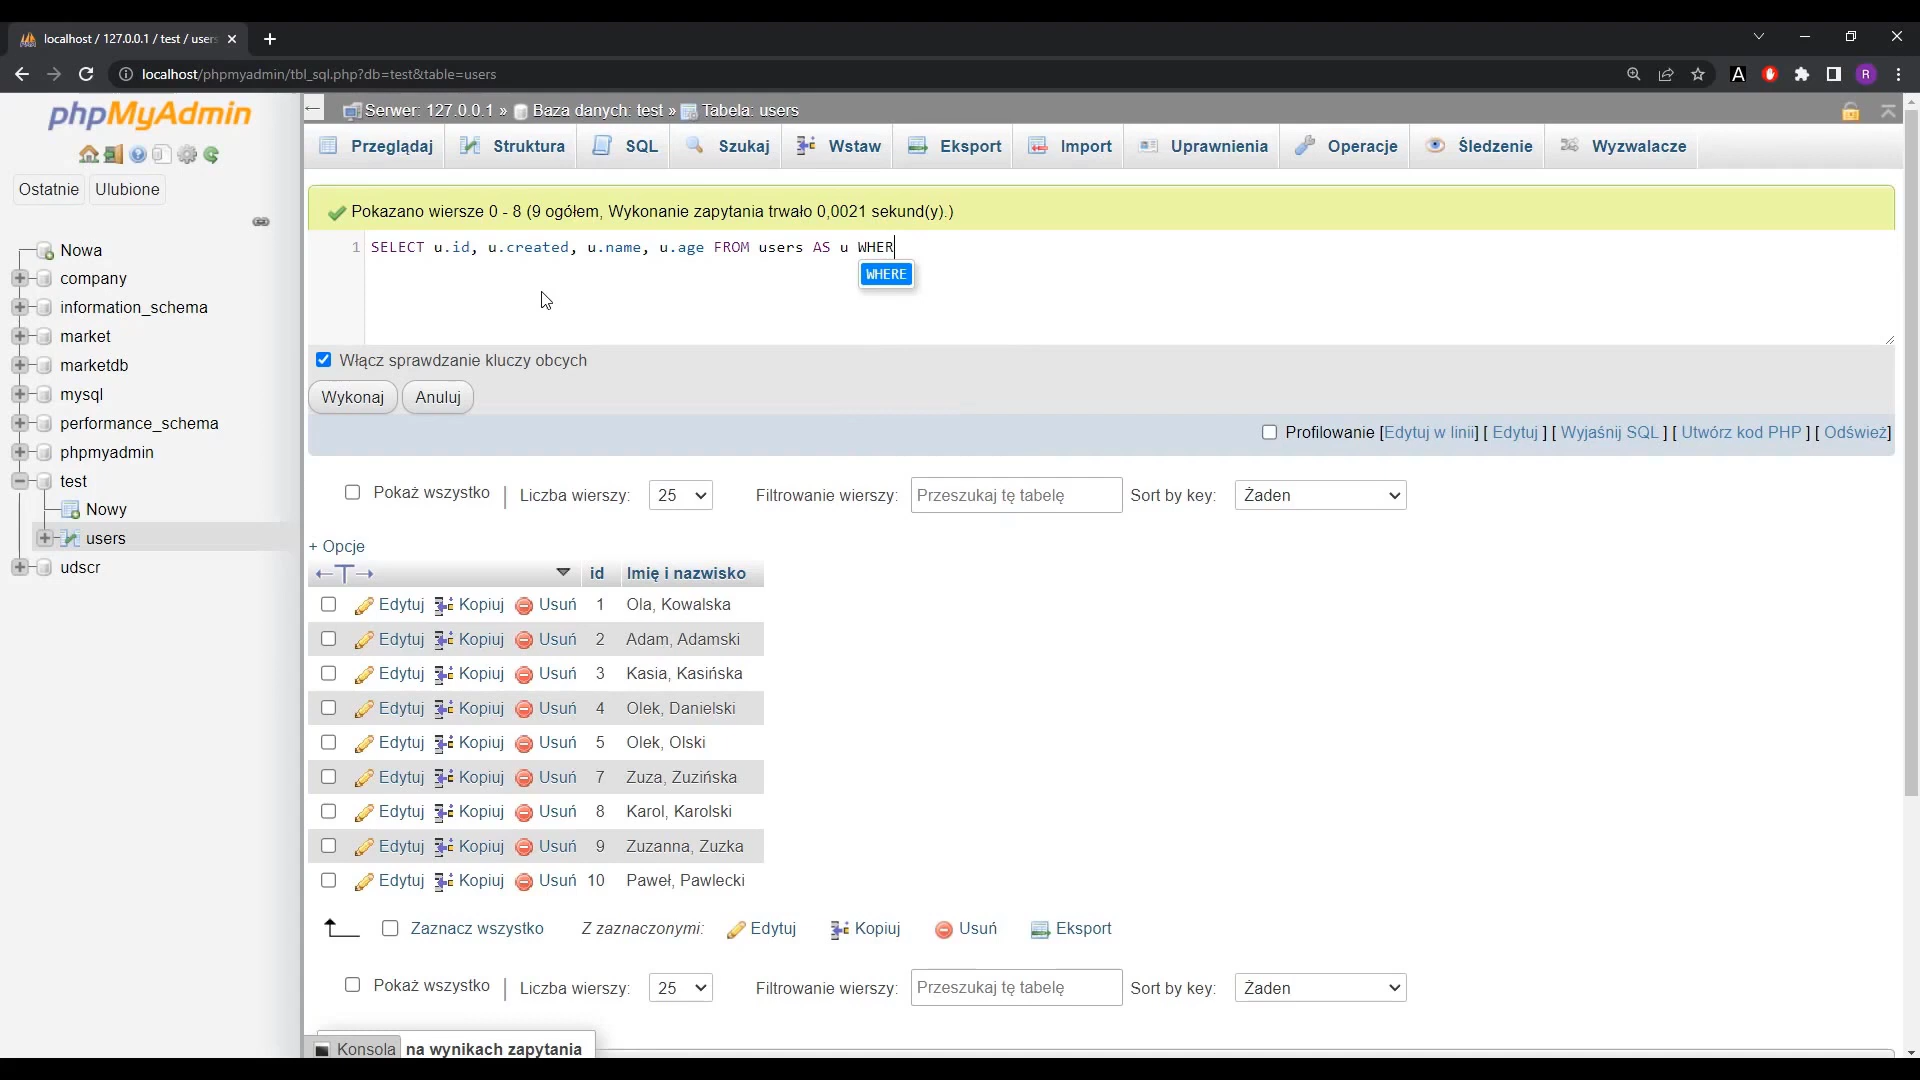 localhost / 127.0.0.1 / test / users
localhost/phpmyadmin/tbl_sql.php?db=test&table=users
A
R
phpMyAdmin
Ostatnie Ulubione
Nowa
company
information_schema
market
marketdb
mysql
performance_schema
phpmyadmin
test
Nowy
users
udscr
Serwer: 127.0.0.1 » Baza danych: test » Tabela: users
Przeglądaj Struktura SQL Szukaj Wstaw Eksport Import Uprawnienia Operacje Śledzenie Wyzwalacze
Pokazano wiersze 0 - 8 (9 ogółem, Wykonanie zapytania trwało 0,0021 sekund(y).)
1 SELECT u.id, u.created, u.name, u.age FROM users AS u WHER
WHERE
Włącz sprawdzanie kluczy obcych
Wykonaj Anuluj
Profilowanie [Edytuj w linii] [ Edytuj ] [ Wyjaśnij SQL ] [ Utwórz kod PHP ] [ Odśwież]
Pokaż wszystko | Liczba wierszy: 25 Filtrowanie wierszy: Przeszukaj tę tabelę Sort by key: Żaden
+ Opcje
←T→ id Imię i nazwisko
Edytuj Kopiuj Usuń 1 Ola, Kowalska
Edytuj Kopiuj Usuń 2 Adam, Adamski
Edytuj Kopiuj Usuń 3 Kasia, Kasińska
Edytuj Kopiuj Usuń 4 Olek, Danielski
Edytuj Kopiuj Usuń 5 Olek, Olski
Edytuj Kopiuj Usuń 7 Zuza, Zuzińska
Edytuj Kopiuj Usuń 8 Karol, Karolski
Edytuj Kopiuj Usuń 9 Zuzanna, Zuzka
Edytuj Kopiuj Usuń 10 Paweł, Pawlecki
Zaznacz wszystko Z zaznaczonymi: Edytuj Kopiuj Usuń Eksport
Pokaż wszystko | Liczba wierszy: 25 Filtrowanie wierszy: Przeszukaj tę tabelę Sort by key: Żaden
Konsola na wynikach zapytania